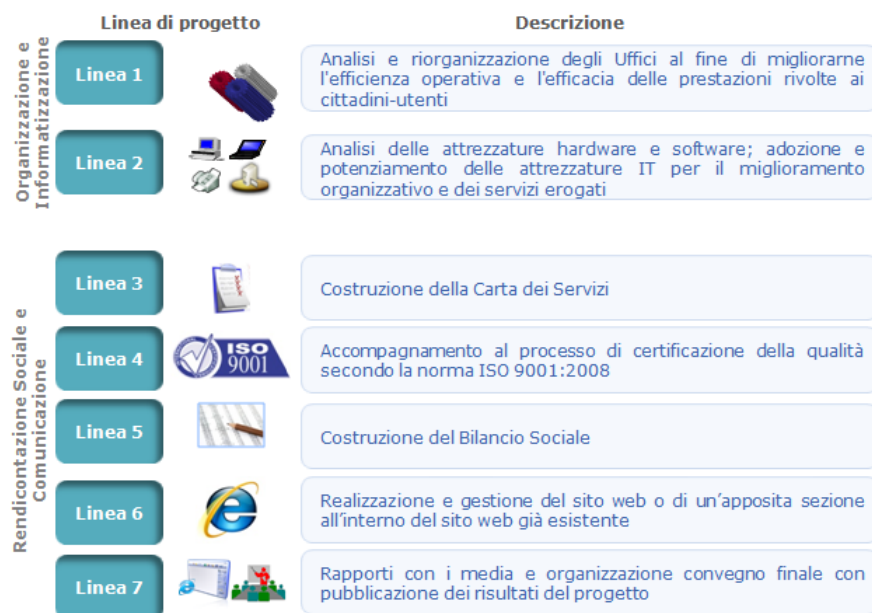 Linea di progetto
Descrizione
Organizzazione e
Informatizzazione
Linea 1
Analisi e riorganizzazione degli Uffici al fine di migliorarne
l'efficienza operativa e l'efficacia delle prestazioni rivolte ai
cittadini-utenti
Linea 2
Analisi delle attrezzature hardware e software; adozione e
potenziamento delle attrezzature IT per il miglioramento
organizzativo e dei servizi erogati
Rendicontazione Sociale e
Comunicazione
Linea 3
Costruzione della Carta dei Servizi
Linea 4
ISO
9001
Accompagnamento al processo di certificazione della qualità
secondo la norma ISO 9001:2008
Linea 5
Costruzione del Bilancio Sociale
Linea 6
Realizzazione e gestione del sito web o di un'apposita sezione
all'interno del sito web già esistente
Linea 7
Rapporti con i media e organizzazione convegno finale con
pubblicazione dei risultati del progetto